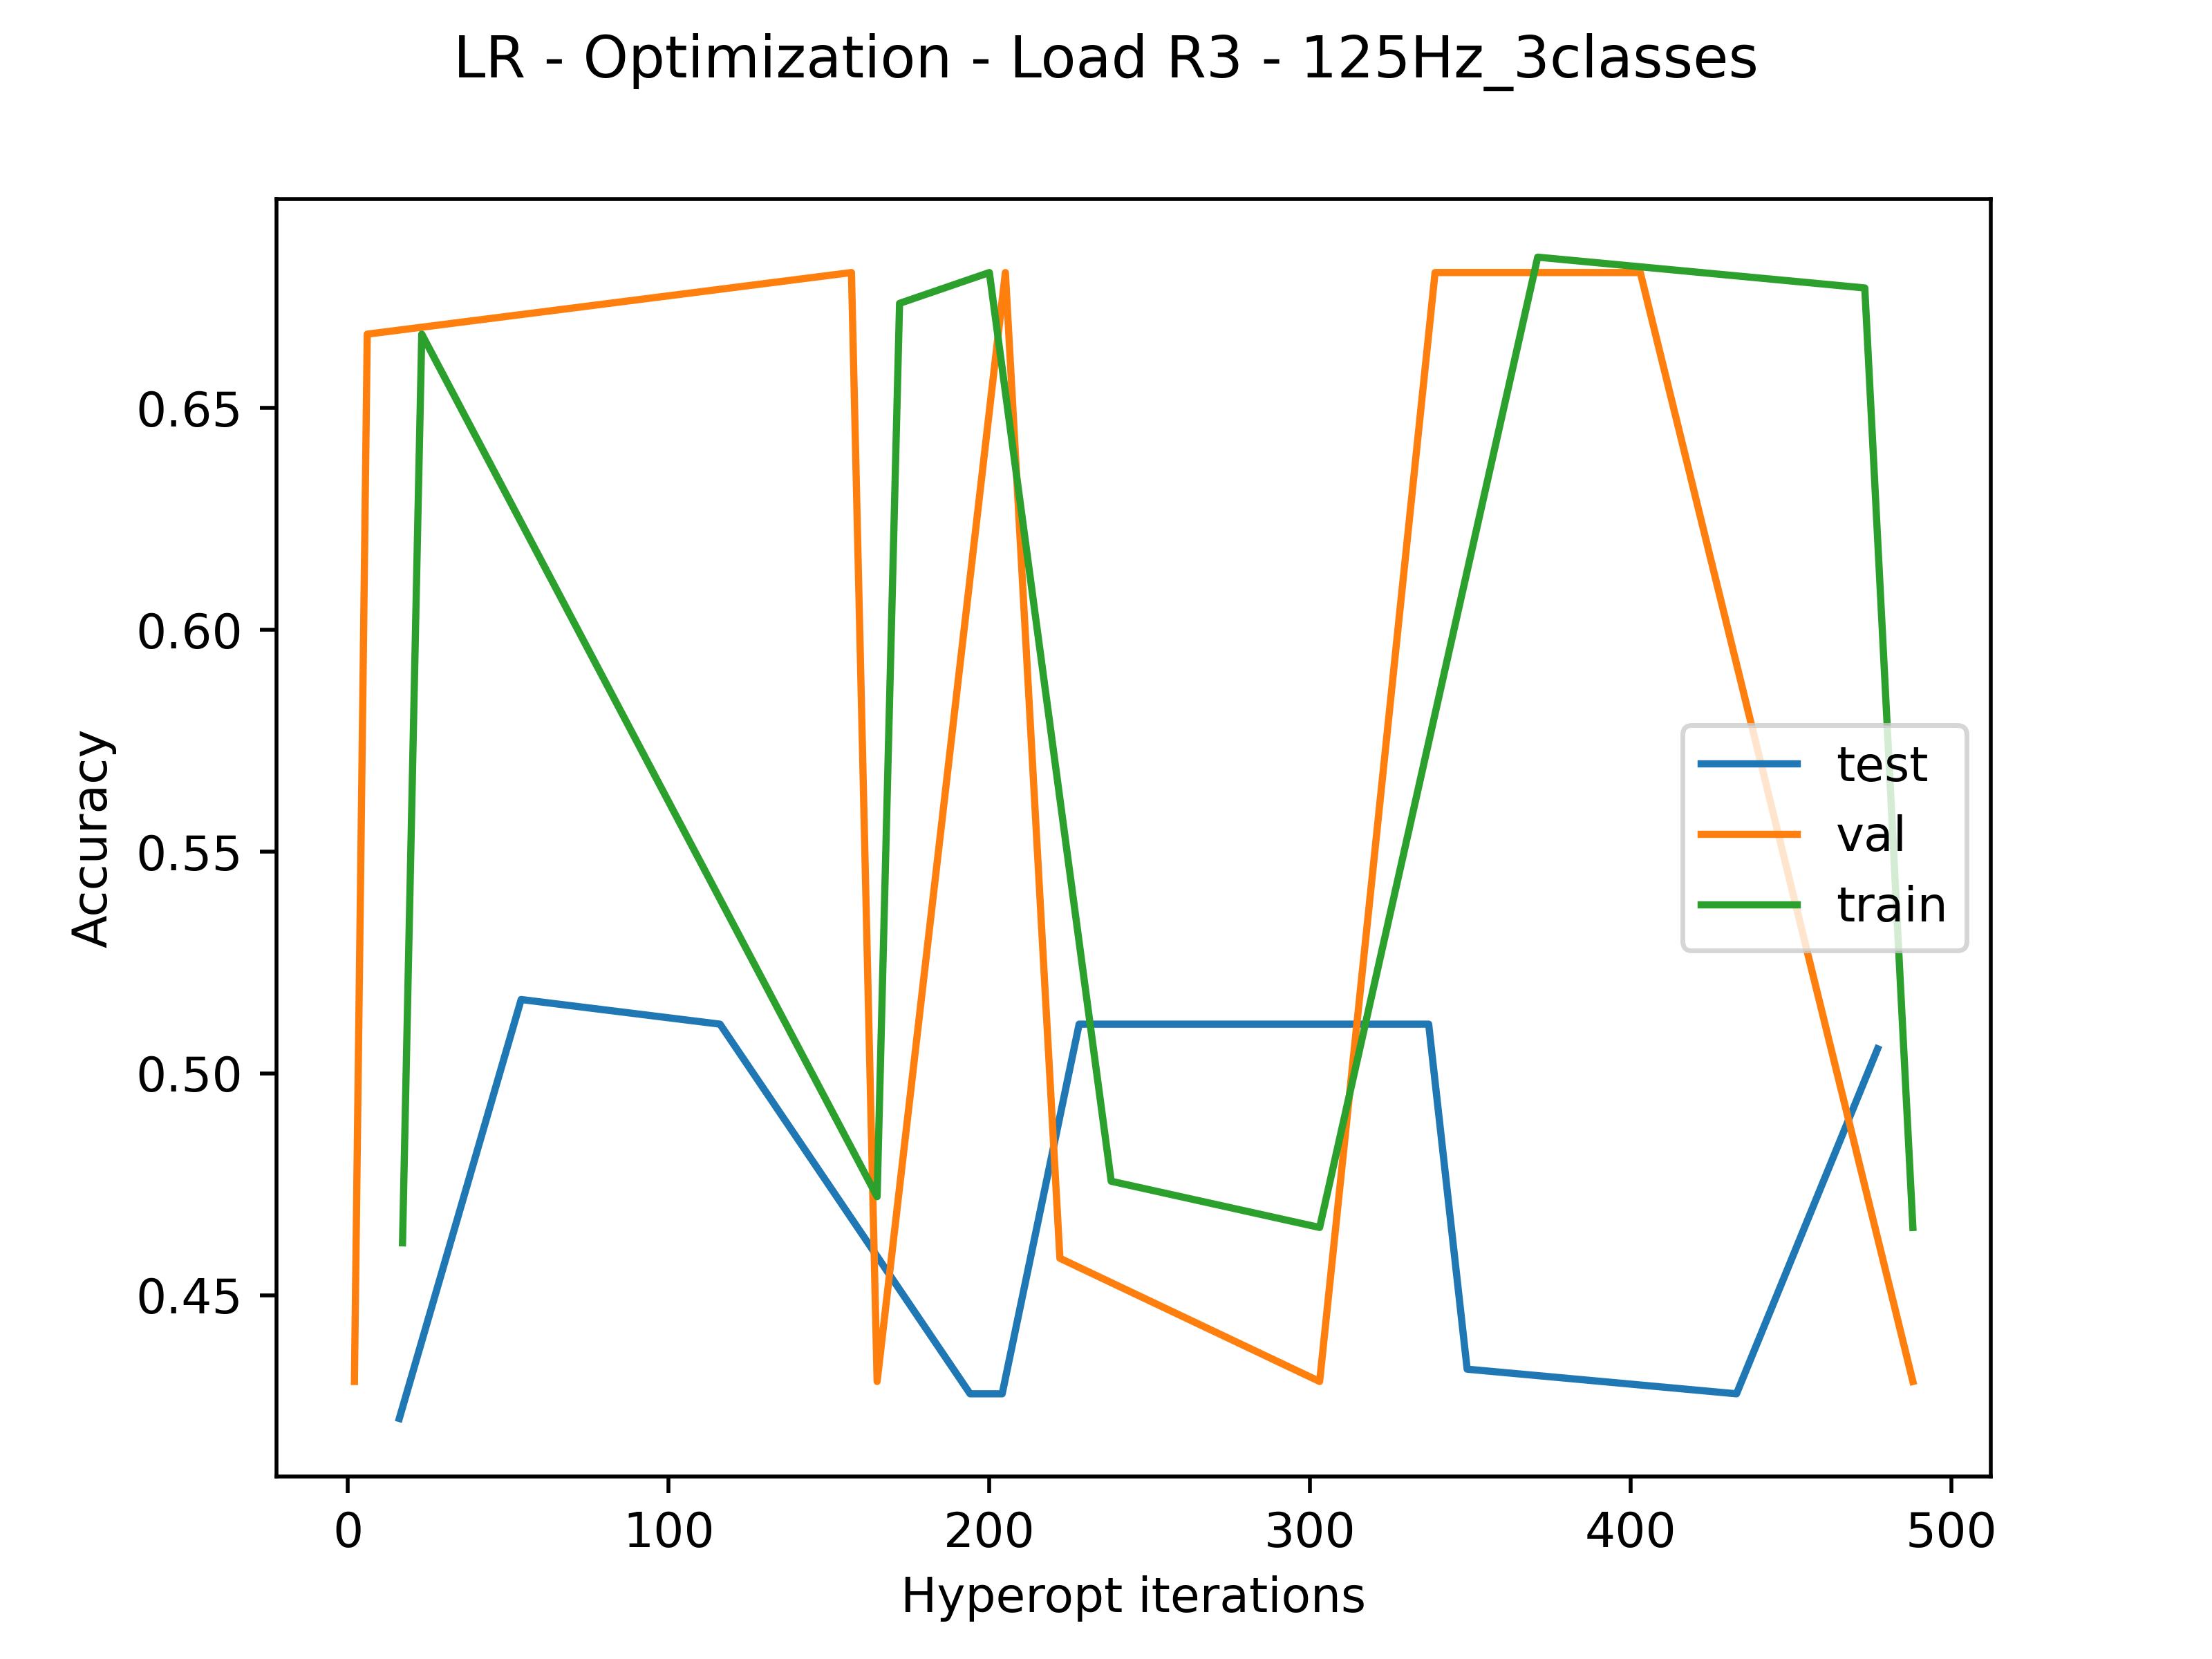 LR - Optimization - Load R3 - 125Hz_3classes
Accuracy
0.65
0.60
0.55
0.50
0.45
test
val
train
0 100 200 300 400 500
Hyperopt iterations